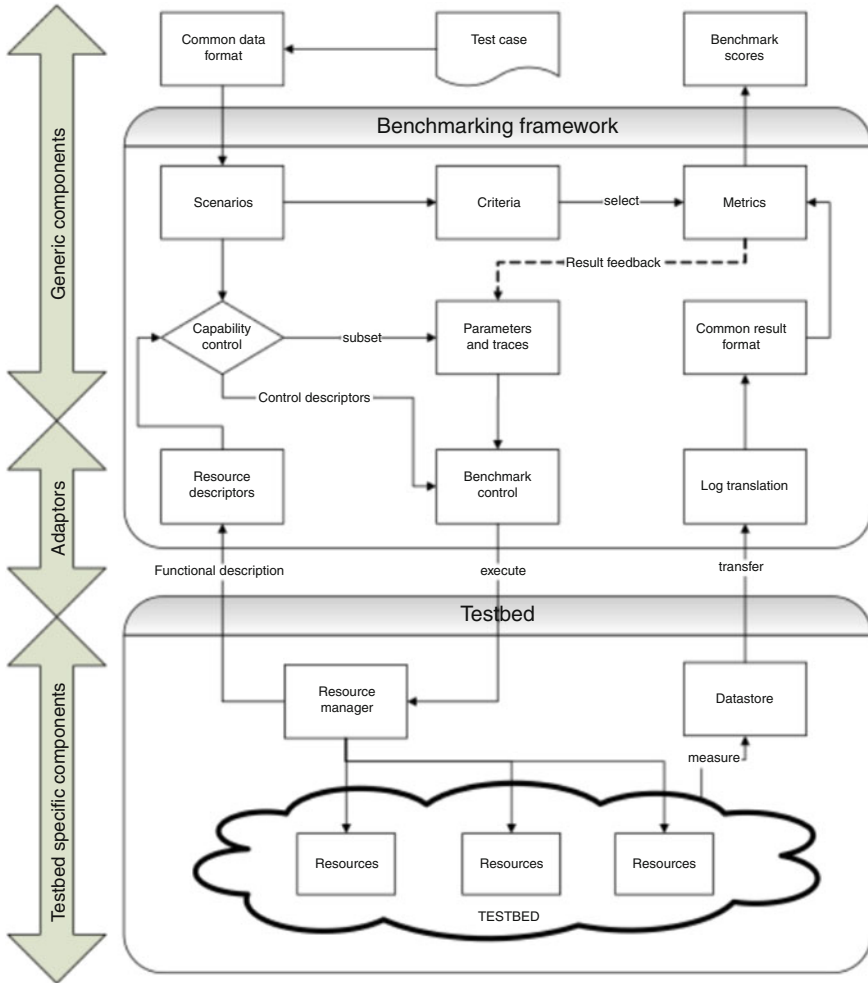 Common data
format
Test case
Benchmark
scores
Benchmarking framework
Generic components
Scenarios
Criteria
select
Metrics
Result feedback
Capability
control
subset
Parameters
and traces
Common result
format
Control descriptors
Adaptors
Resource
descriptors
Benchmark
control
Log translation
Functional description
execute
transfer
Testbed
Testbed specific components
Resource
manager
Datastore
measure
Resources
Resources
Resources
TESTBED